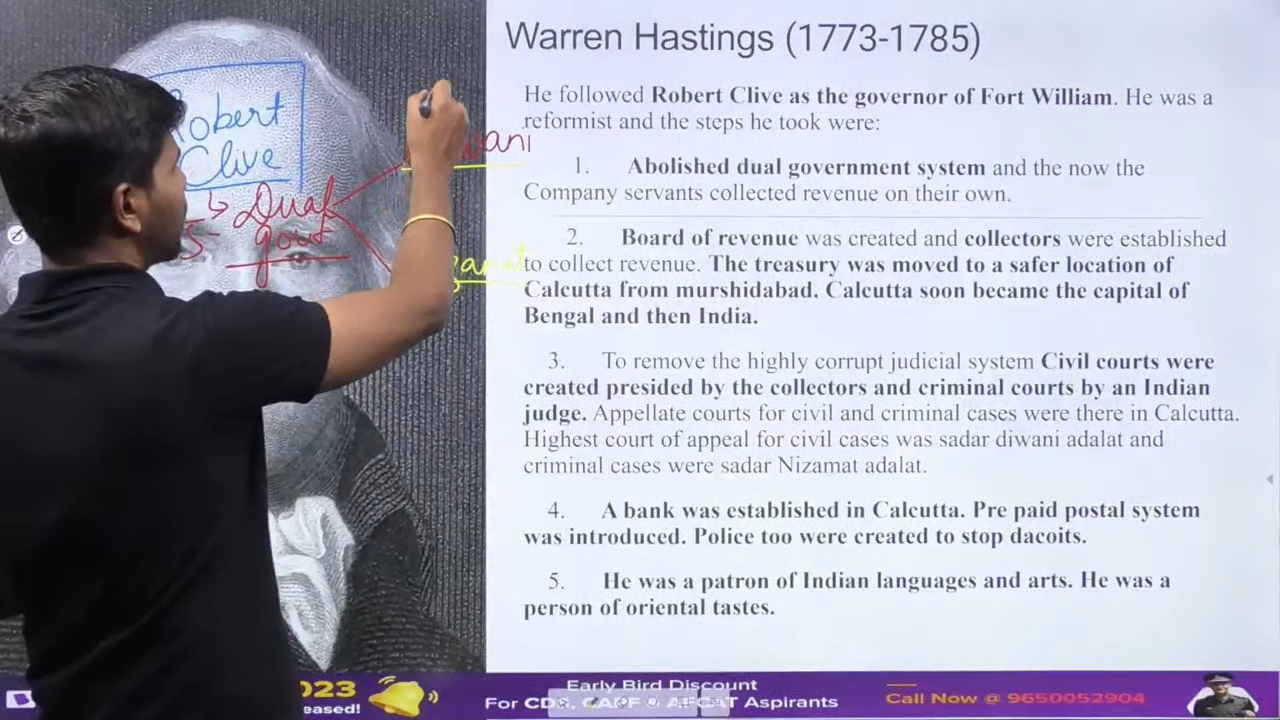 Warren Hastings (1773-1785)
He followed Robert Clive as the governor of Fort William. He was a
reformist and the steps he took were:
1. Abolished dual government system and the now the
Company servants collected revenue on their own.
2. Board of revenue was created and collectors were established
to collect revenue. The treasury was moved to a safer location of
Calcutta from murshidabad. Calcutta soon became the capital of
Bengal and then India.
3. To remove the highly corrupt judicial system Civil courts were
created presided by the collectors and criminal courts by an Indian
judge. Appellate courts for civil and criminal cases were there in Calcutta.
Highest court of appeal for civil cases was sadar diwani adalat and
criminal cases were sadar Nizamat adalat.
4. A bank was established in Calcutta. Pre paid postal system
was introduced. Police too were created to stop dacoits.
5. He was a patron of Indian languages and arts. He was a
person of oriental tastes.
Robert
Clive
Dual
govt
023
eased!
Early Bird Discount
For CDS, CAPF & AFCAT Aspirants
Call Now @ 9650052904